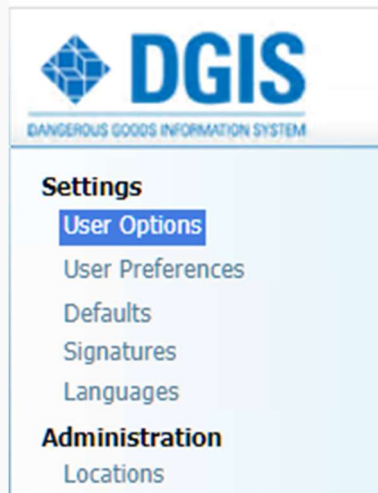 DGIS
DANGEROUS GOODS INFORMATION SYSTEM
Settings
User Options
User Preferences
Defaults
Signatures
Languages
Administration
Locations